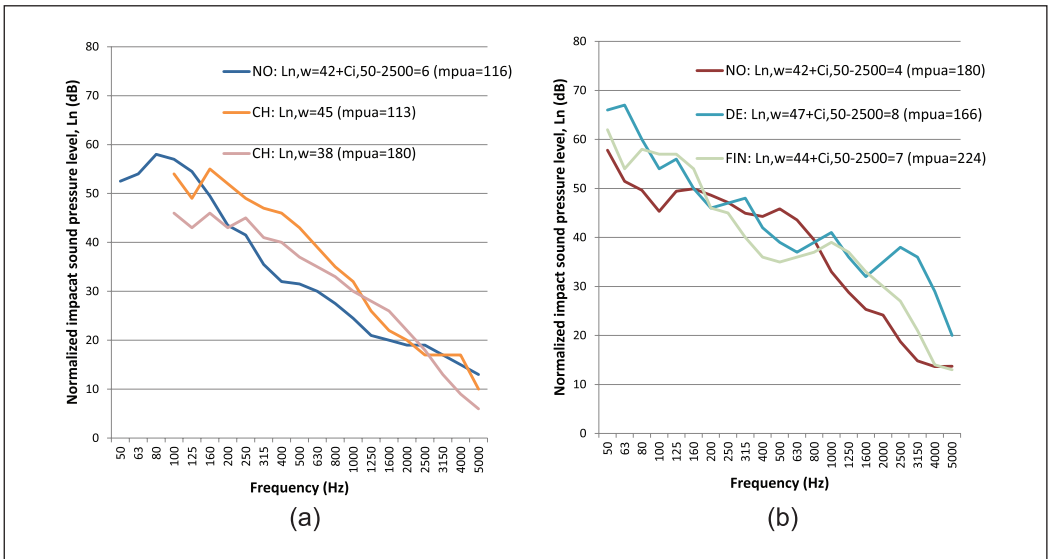 Normalized impacat sound pressure level, Ln (dB)
80
70
60
50
40
30
20
10
0
NO: Ln,w=42+Ci,50-2500=6 (mpua=116)
CH: Ln,w=45 (mpua=113)
CH: Ln,w=38 (mpua=180)
50 63 80 100 125 160 200 250 315 400 500 630 800 1000 1250 1600 2000 2500 3150 4000 5000
Frequency (Hz)
(a)
Normalized impact sound pressure level, Ln (dB)
80
70
60
50
40
30
20
10
0
NO: Ln,w=42+Ci,50-2500=4 (mpua=180)
DE: Ln,w=47+Ci,50-2500=8 (mpua=166)
FIN: Ln,w=44+Ci,50-2500=7 (mpua=224)
50 63 80 100 125 160 200 250 315 400 500 630 800 1000 1250 1600 2000 2500 3150 4000 5000
Frequency (Hz)
(b)